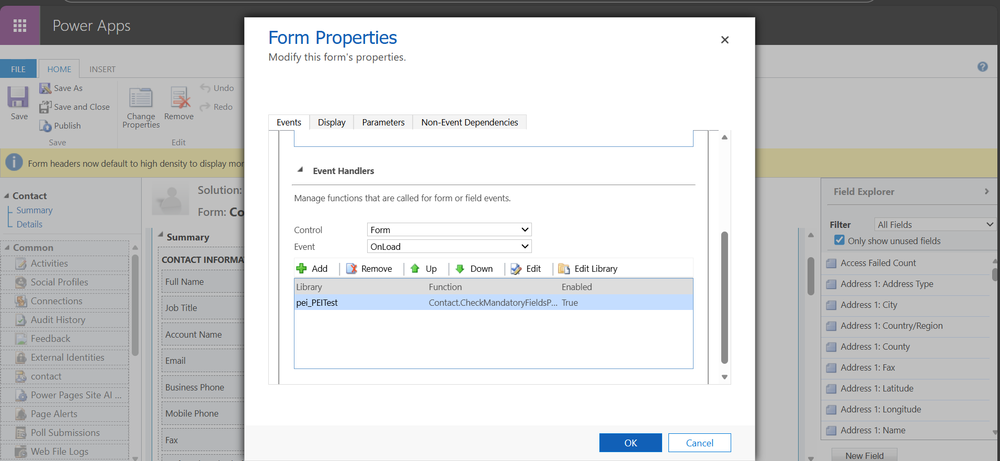 Power Apps
FILE
HOME
INSERT
Save
Save As
Save and Close
Publish
Save
Change
Properties
Remove
Undo
Redo
Edit
Form headers now default to high density to display mor
Contact
Summary
Details
Common
Activities
Social Profiles
Connections
Audit History
Feedback
External Identities
contact
Power Pages Site AI ...
Page Alerts
Poll Submissions
Web File Logs
Solution:
Form: Co
Summary
CONTACT INFORMA
Full Name
Job Title
Account Name
Email
Business Phone
Mobile Phone
Fax
Form Properties
Modify this form's properties.
Events
Display
Parameters
Non-Event Dependencies
Event Handlers
Manage functions that are called for form or field events.
Control
Form
Event
OnLoad
Add
Remove
Up
Down
Edit
Edit Library
Library Function Enabled
pei_PEITest Contact.CheckMandatoryFieldsP... True
OK
Cancel
Field Explorer
Filter
All Fields
Only show unused fields
Access Failed Count
Address 1: Address Type
Address 1: City
Address 1: Country/Region
Address 1: County
Address 1: Fax
Address 1: Latitude
Address 1: Longitude
Address 1: Name
New Field